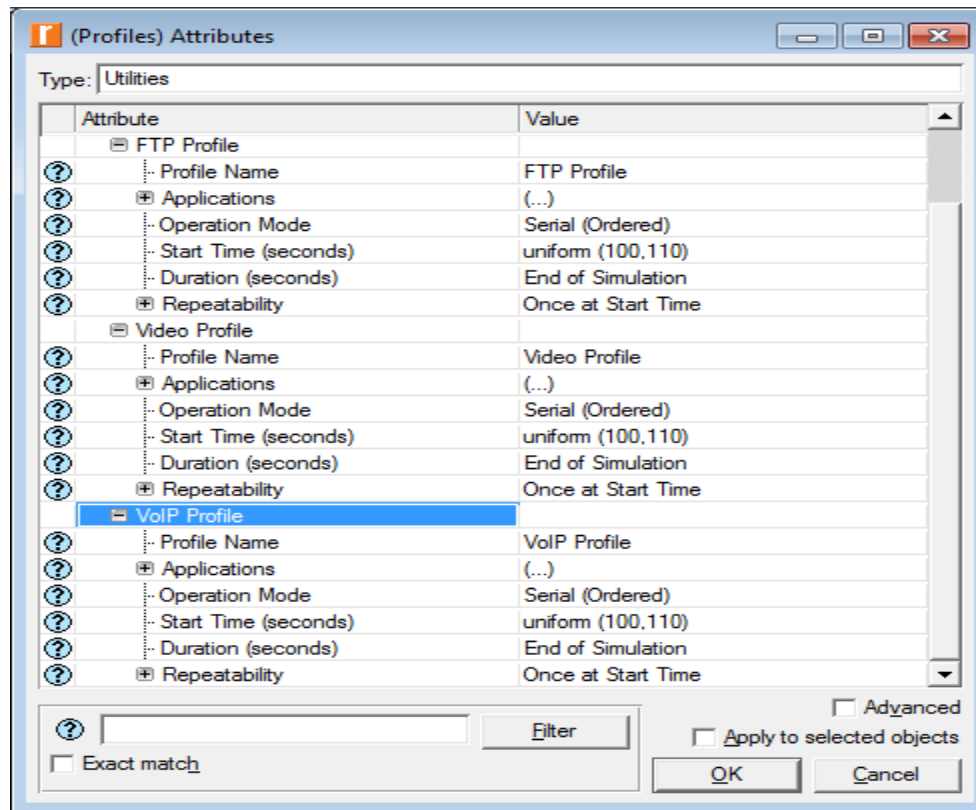 r (Profiles) Attributes
Type: Utilities
Attribute Value
FTP Profile
? Profile Name FTP Profile
? Applications (...)
? Operation Mode Serial (Ordered)
? Start Time (seconds) uniform (100,110)
? Duration (seconds) End of Simulation
? Repeatability Once at Start Time
Video Profile
? Profile Name Video Profile
? Applications (...)
? Operation Mode Serial (Ordered)
? Start Time (seconds) uniform (100,110)
? Duration (seconds) End of Simulation
? Repeatability Once at Start Time
VoIP Profile
? Profile Name VoIP Profile
? Applications (...)
? Operation Mode Serial (Ordered)
? Start Time (seconds) uniform (100,110)
? Duration (seconds) End of Simulation
? Repeatability Once at Start Time
Advanced
? Filter Apply to selected objects
Exact match
OK Cancel